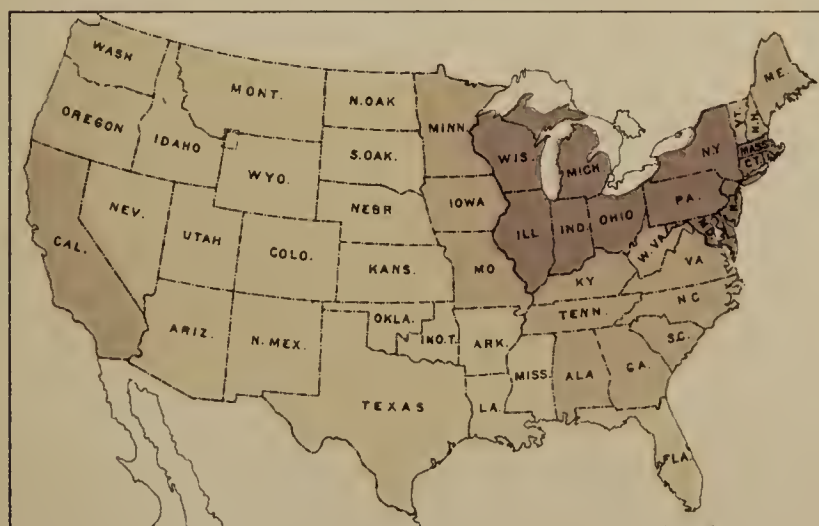 WASH
ME.
MONT.
N.OAK
MINN.
VT.
N.H.
OREGON
IDAHO
S.OAK.
WIS.
MICH
N.Y
MASS
CT.
WYO.
IOWA
NEBR
PA.
NEV.
UTAH
ILL
IND.
OHIO
CAL.
COLO.
W.VA.
VA
KANS.
MO
KY
N C
TENN.
OKLA.
IND.T.
ARIZ.
N.MEX.
ARK.
S.C.
MISS.
ALA
GA.
TEXAS
LA.
FLA.